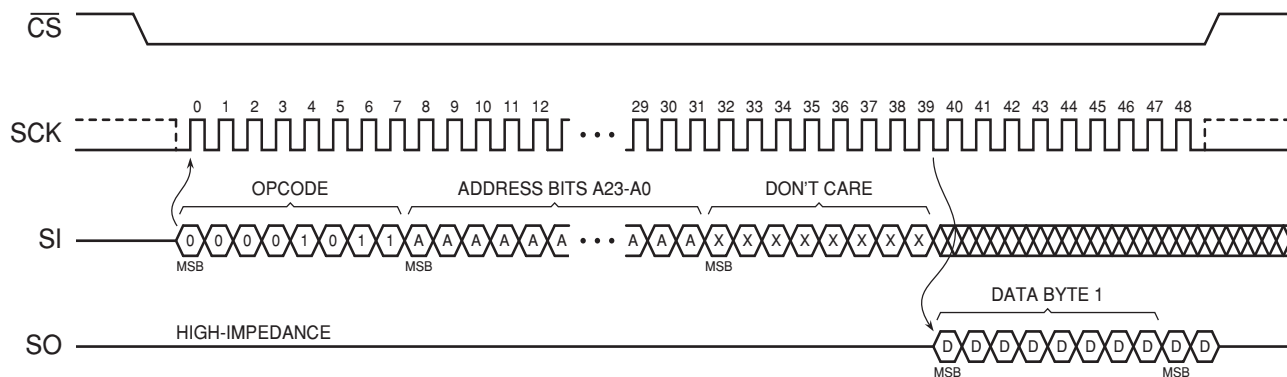 CS
0 1 2 3 4 5 6 7 8 9 10 11 12 29 30 31 32 33 34 35 36 37 38 39 40 41 42 43 44 45 46 47 48
SCK
OPCODE ADDRESS BITS A23-A0 DON'T CARE
SI 0 0 0 0 1 0 1 1 A A A A A A A A A X X X X X X X X
MSB MSB MSB
DATA BYTE 1
HIGH-IMPEDANCE
SO D D D D D D D D D D
MSB MSB